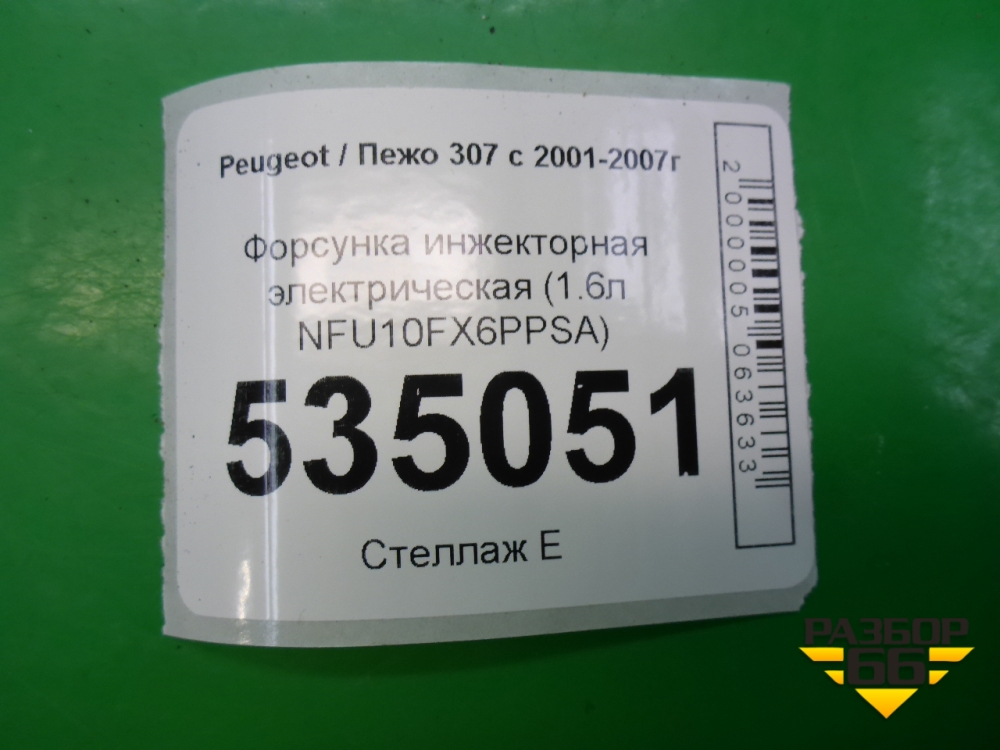 Peugeot / Пежо 307 с 2001-2007г
Форсунка инжекторная
электрическая (1.6л
NFU10FX6PPSA)
535051
Стеллаж Е
2000005063633
РАЗБОР
66